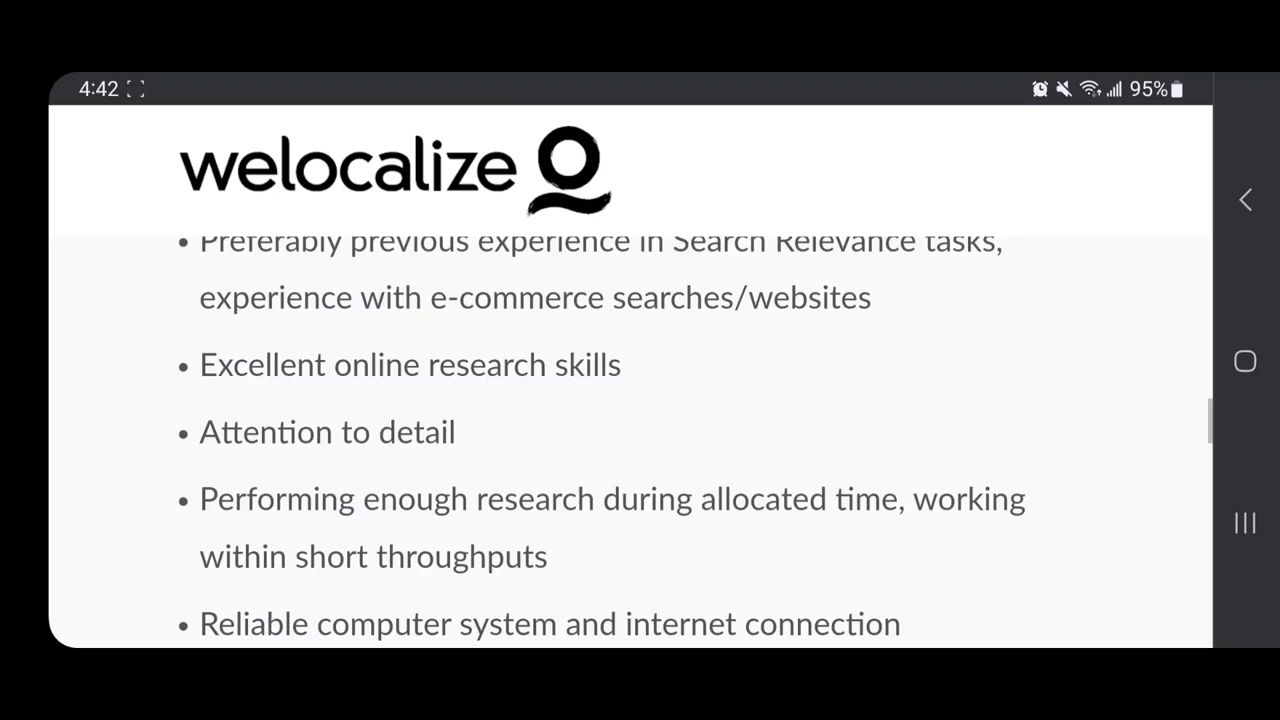 4:42
95%
welocalize
• Preferably previous experience in Search Relevance tasks,
experience with e-commerce searches/websites
• Excellent online research skills
• Attention to detail
• Performing enough research during allocated time, working
within short throughputs
• Reliable computer system and internet connection